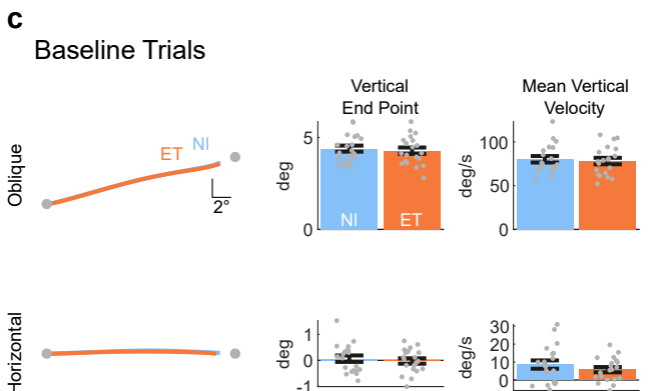 c
Baseline Trials
Vertical
End Point
Mean Vertical
Velocity
Oblique
ET
NI
2°
deg
5
0
NI
ET
deg/s
100
50
0
Horizontal
deg
1
0
-1
deg/s
30
20
10
0